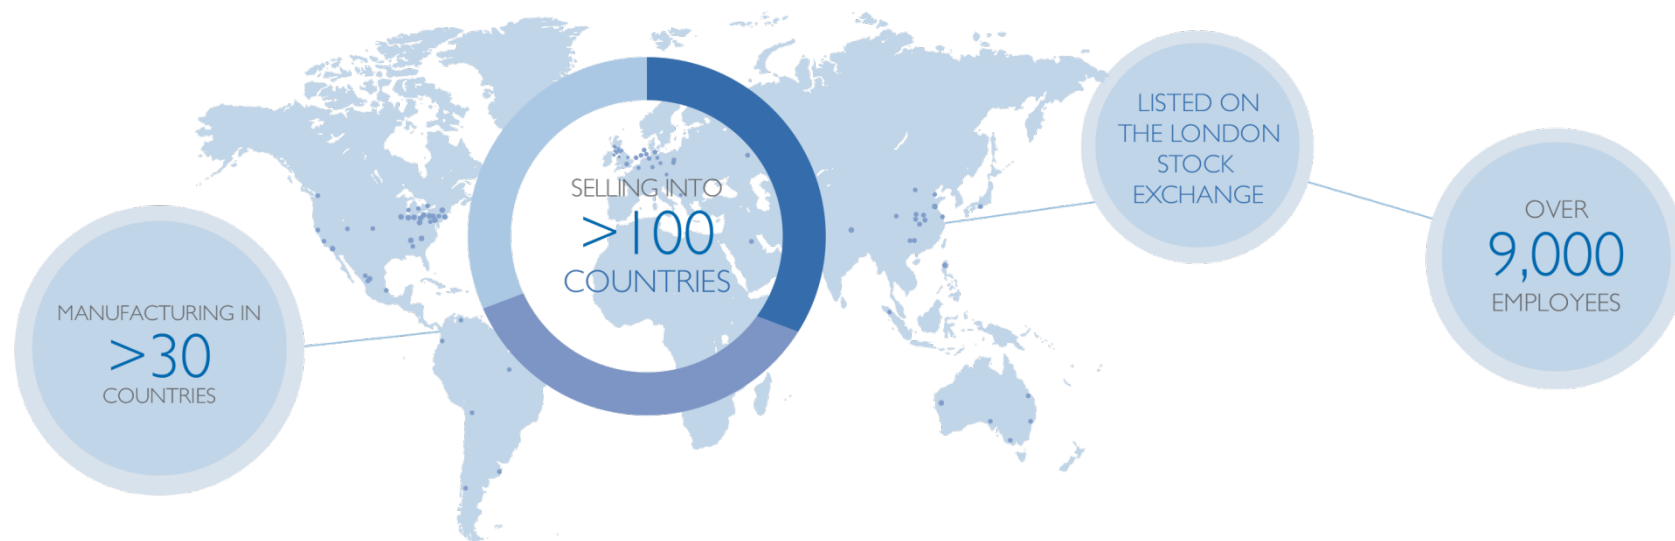 MANUFACTURING IN
>30
COUNTRIES
SELLING INTO
>100
COUNTRIES
LISTED ON
THE LONDON
STOCK
EXCHANGE
OVER
9,000
EMPLOYEES